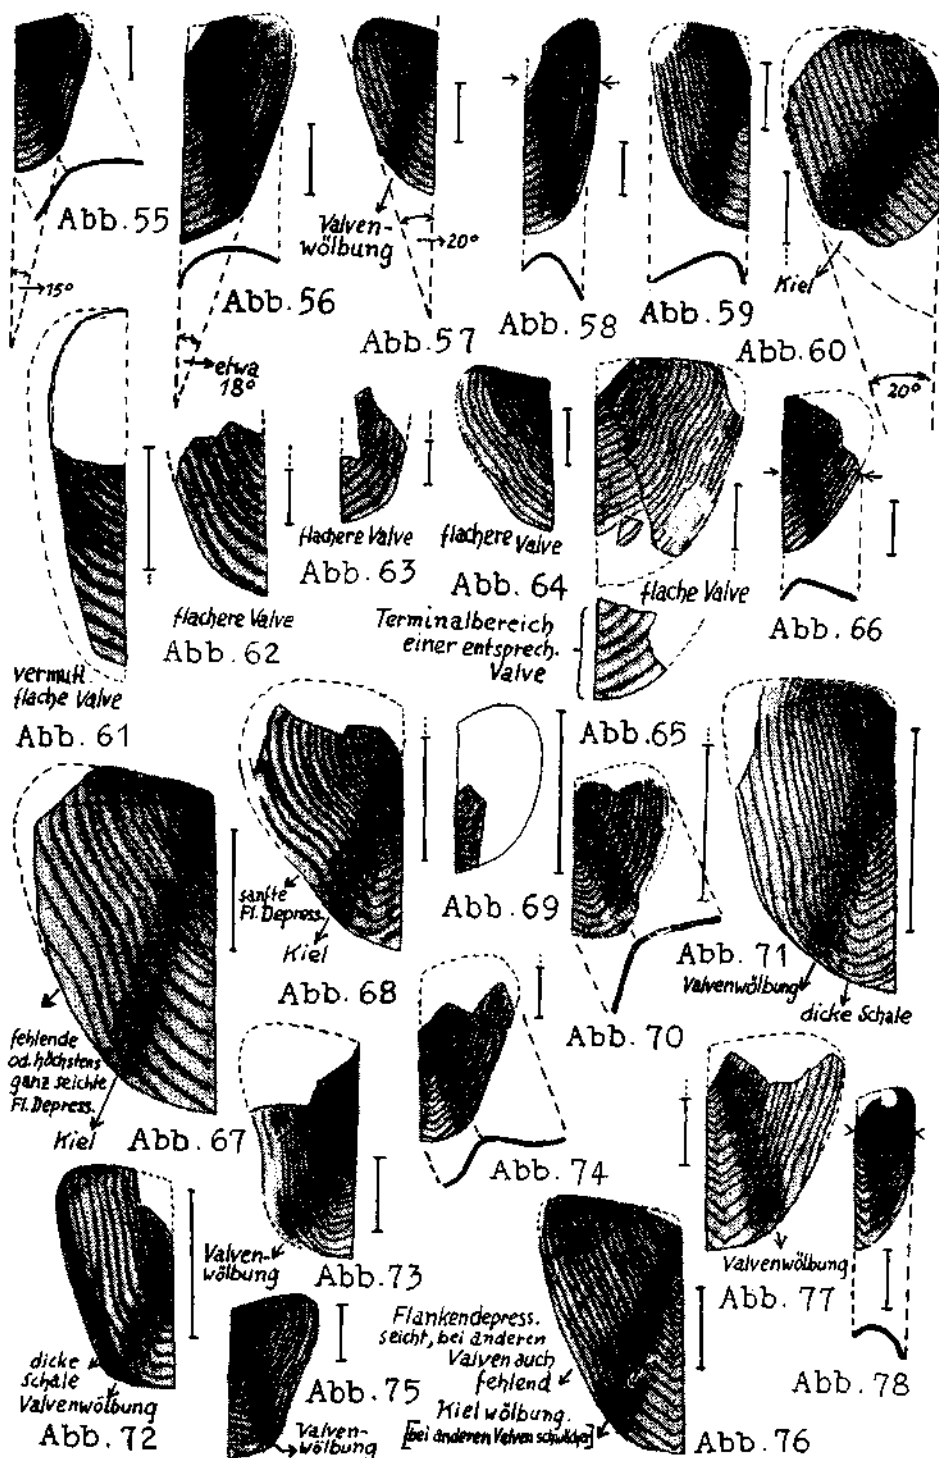 Abb.55
15°
Abb.56
etwa
18°
Valven-
wölbung
20°
Abb.57
Abb.58
Abb.59
Kiel
Abb.60
20°
vermutl.
flache Valve
Abb.61
flachere Valve
Abb.62
flachere Valve
Abb.63
flachere Valve
Abb.64
flache Valve
Terminalbereich
einer entsprech.
Valve
Abb.65
Abb.66
fehlende
od. höchstens
ganz seichte
Fl. Depress.
Kiel
Abb.67
sanfte
Fl. Depress.
Kiel
Abb.68
Abb.69
Abb.70
Abb.71
Valvenwölbung
dicke Schale
dicke
Schale
Valvenwölbung
Abb.72
Valven-
wölbung
Abb.73
Abb.74
Abb.75
Valven-
wölbung
Flankendepress.
seicht, bei anderen
Valven auch
fehlend
Kielwölbung.
[bei anderen Valven schwächer]
Abb.76
Valvenwölbung
Abb.77
Abb.78